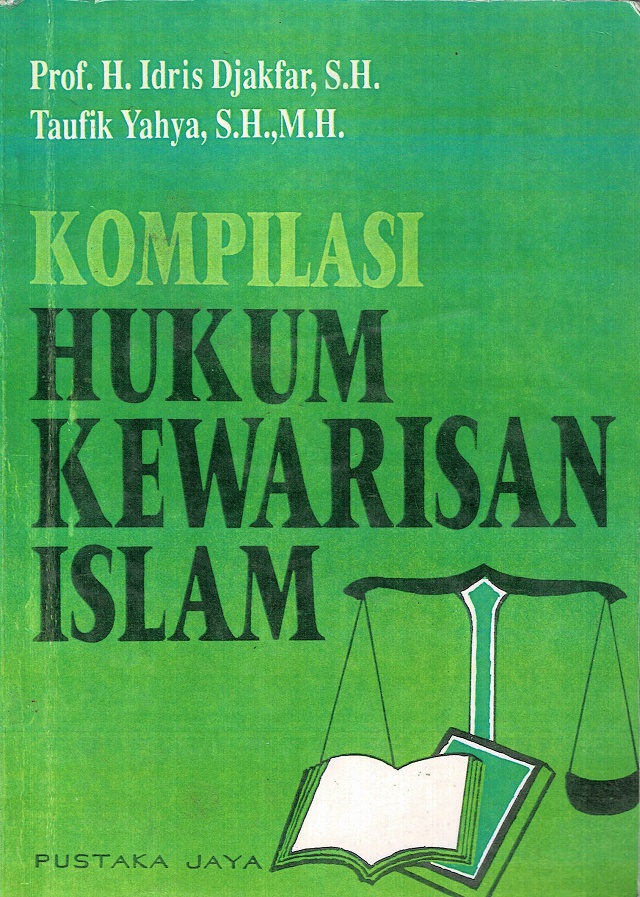 Prof. H. Idris Djakfar, S.H.
Taufik Yahya, S.H.,M.H.
KOMPILASI
HUKUM
KEWARISAN
ISLAM
PUSTAKA JAYA